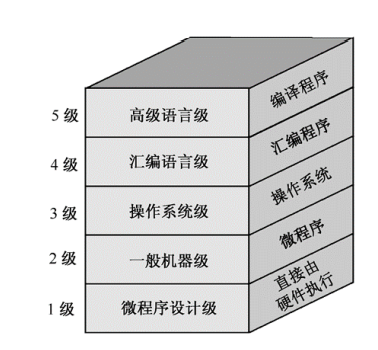 5 级 高级语言级 编译程序
4 级 汇编语言级 汇编程序
3 级 操作系统级 操作系统
2 级 一般机器级 微程序
1 级 微程序设计级 直接由
硬件执行